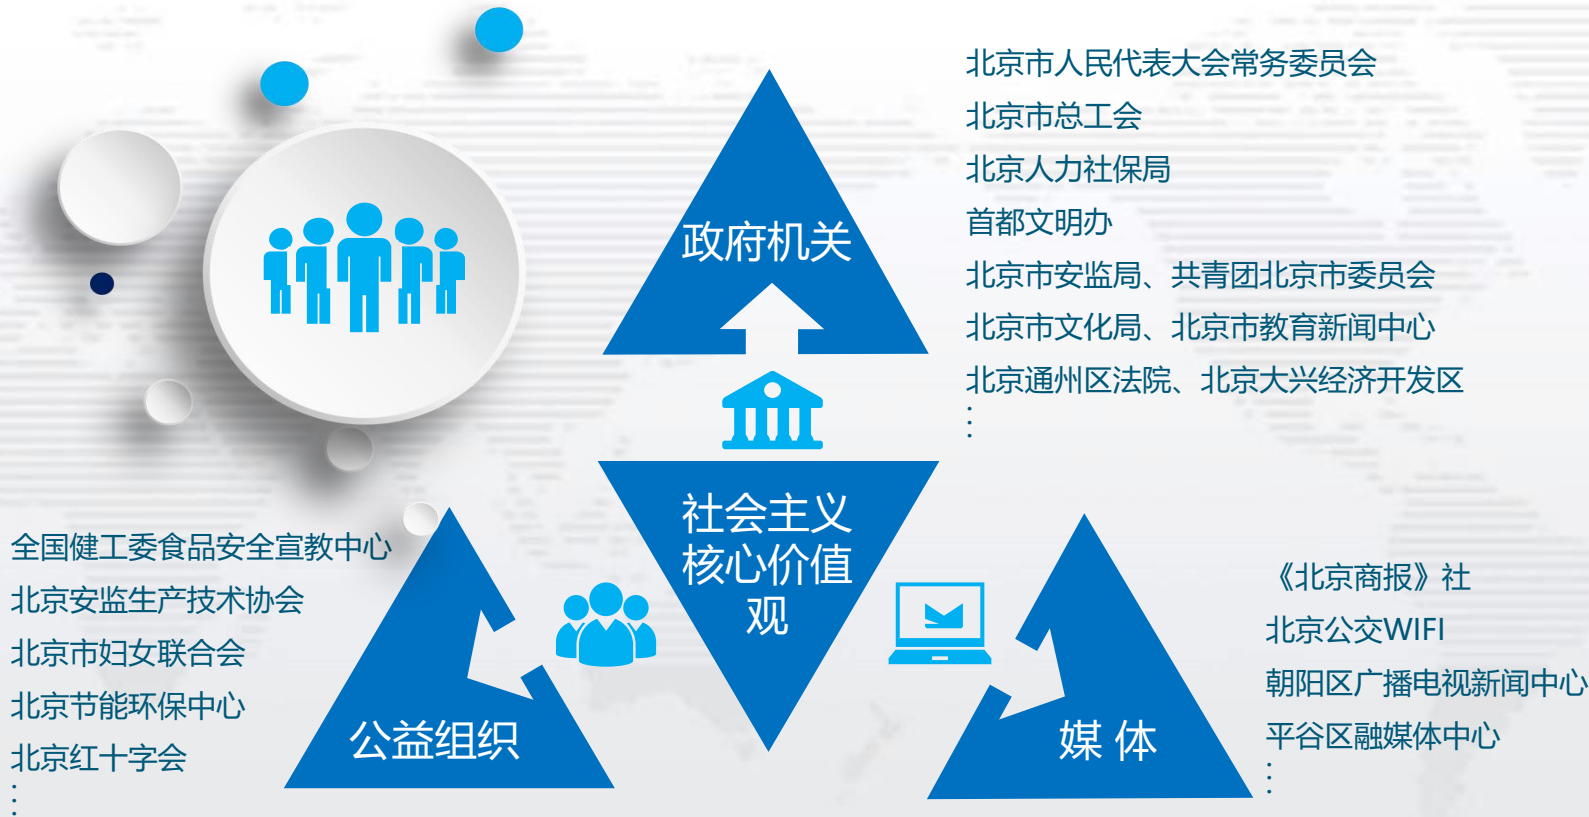 北京市人民代表大会常务委员会
北京市总工会
北京人力社保局
首都文明办
北京市安监局、共青团北京市委员会
北京市文化局、北京市教育新闻中心
北京通州区法院、北京大兴经济开发区
⋮
政府机关
社会主义
核心价值
观
全国健工委食品安全宣教中心
北京安监生产技术协会
北京市妇女联合会
北京节能环保中心
北京红十字会
⋮
公益组织
媒 体
《北京商报》社
北京公交WIFI
朝阳区广播电视新闻中心
平谷区融媒体中心
⋮